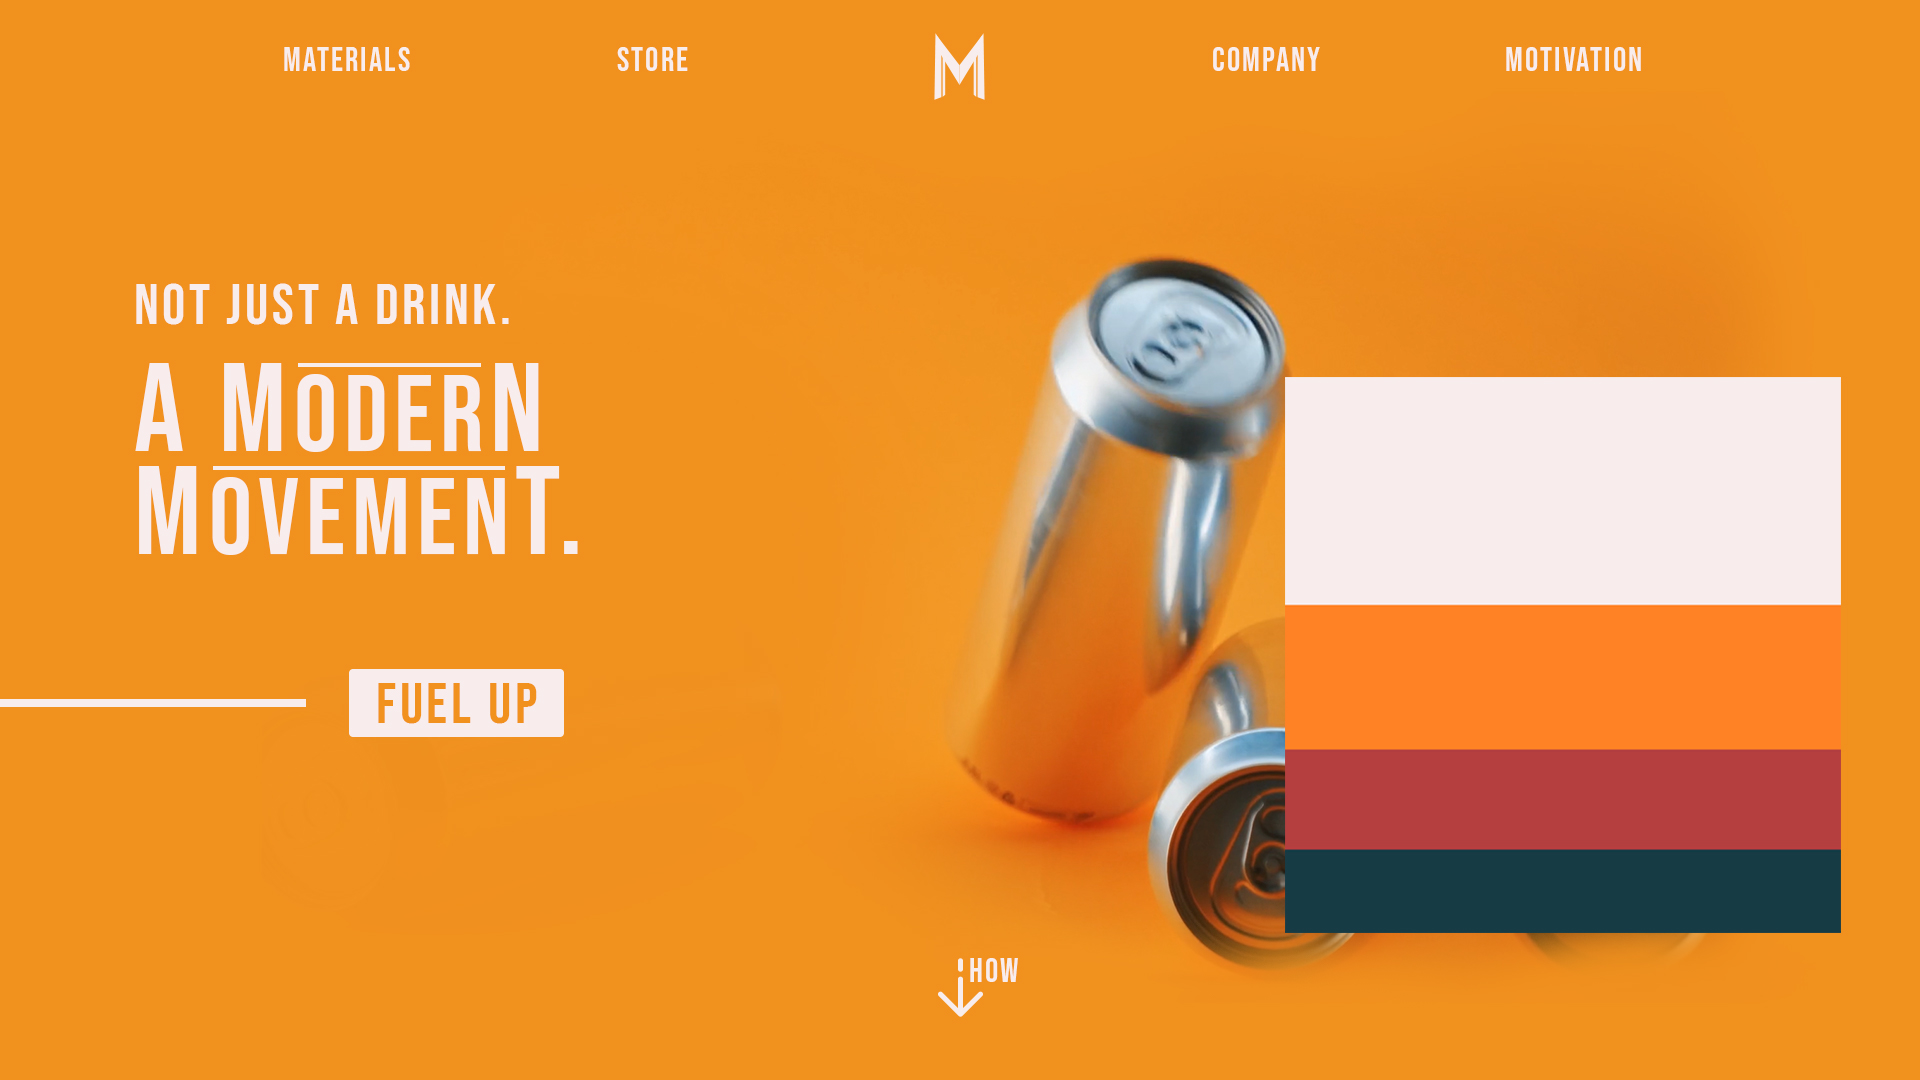 MATERIALS
STORE
M
COMPANY
MOTIVATION
NOT JUST A DRINK.
A MODERN
MOVEMENT.
FUEL UP
HOW